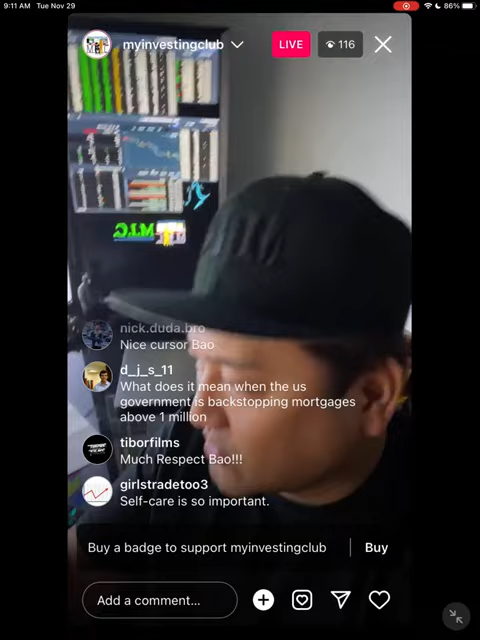 9:11 AM Tue Nov 29
86%
myinvestingclub
LIVE
116
M.I.C
nick.duda.bro
Nice cursor Bao
d_j_s_11
What does it mean when the us
government is backstopping mortgages
above 1 million
tiborfilms
Much Respect Bao!!!
girlstradetoo3
Self-care is so important.
Buy a badge to support myinvestingclub
Buy
Add a comment...